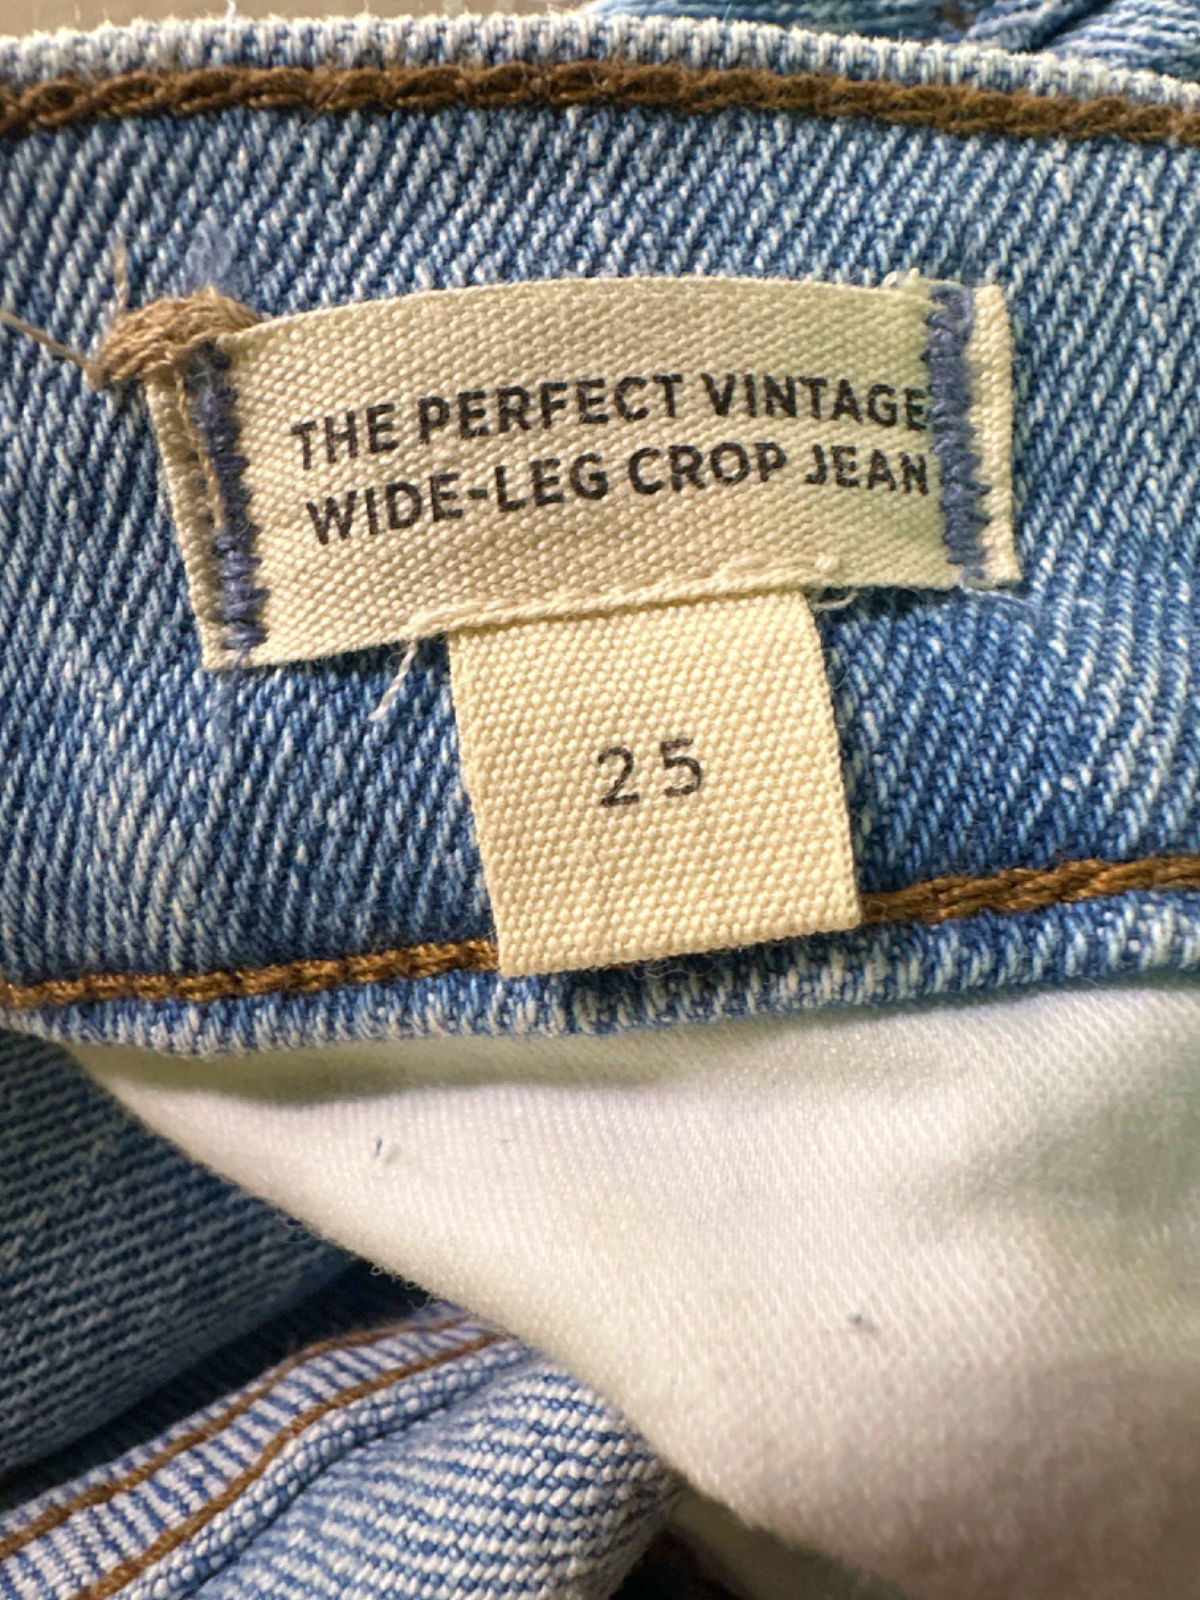 THE PERFECT VINTAGE
WIDE-LEG CROP JEAN
25